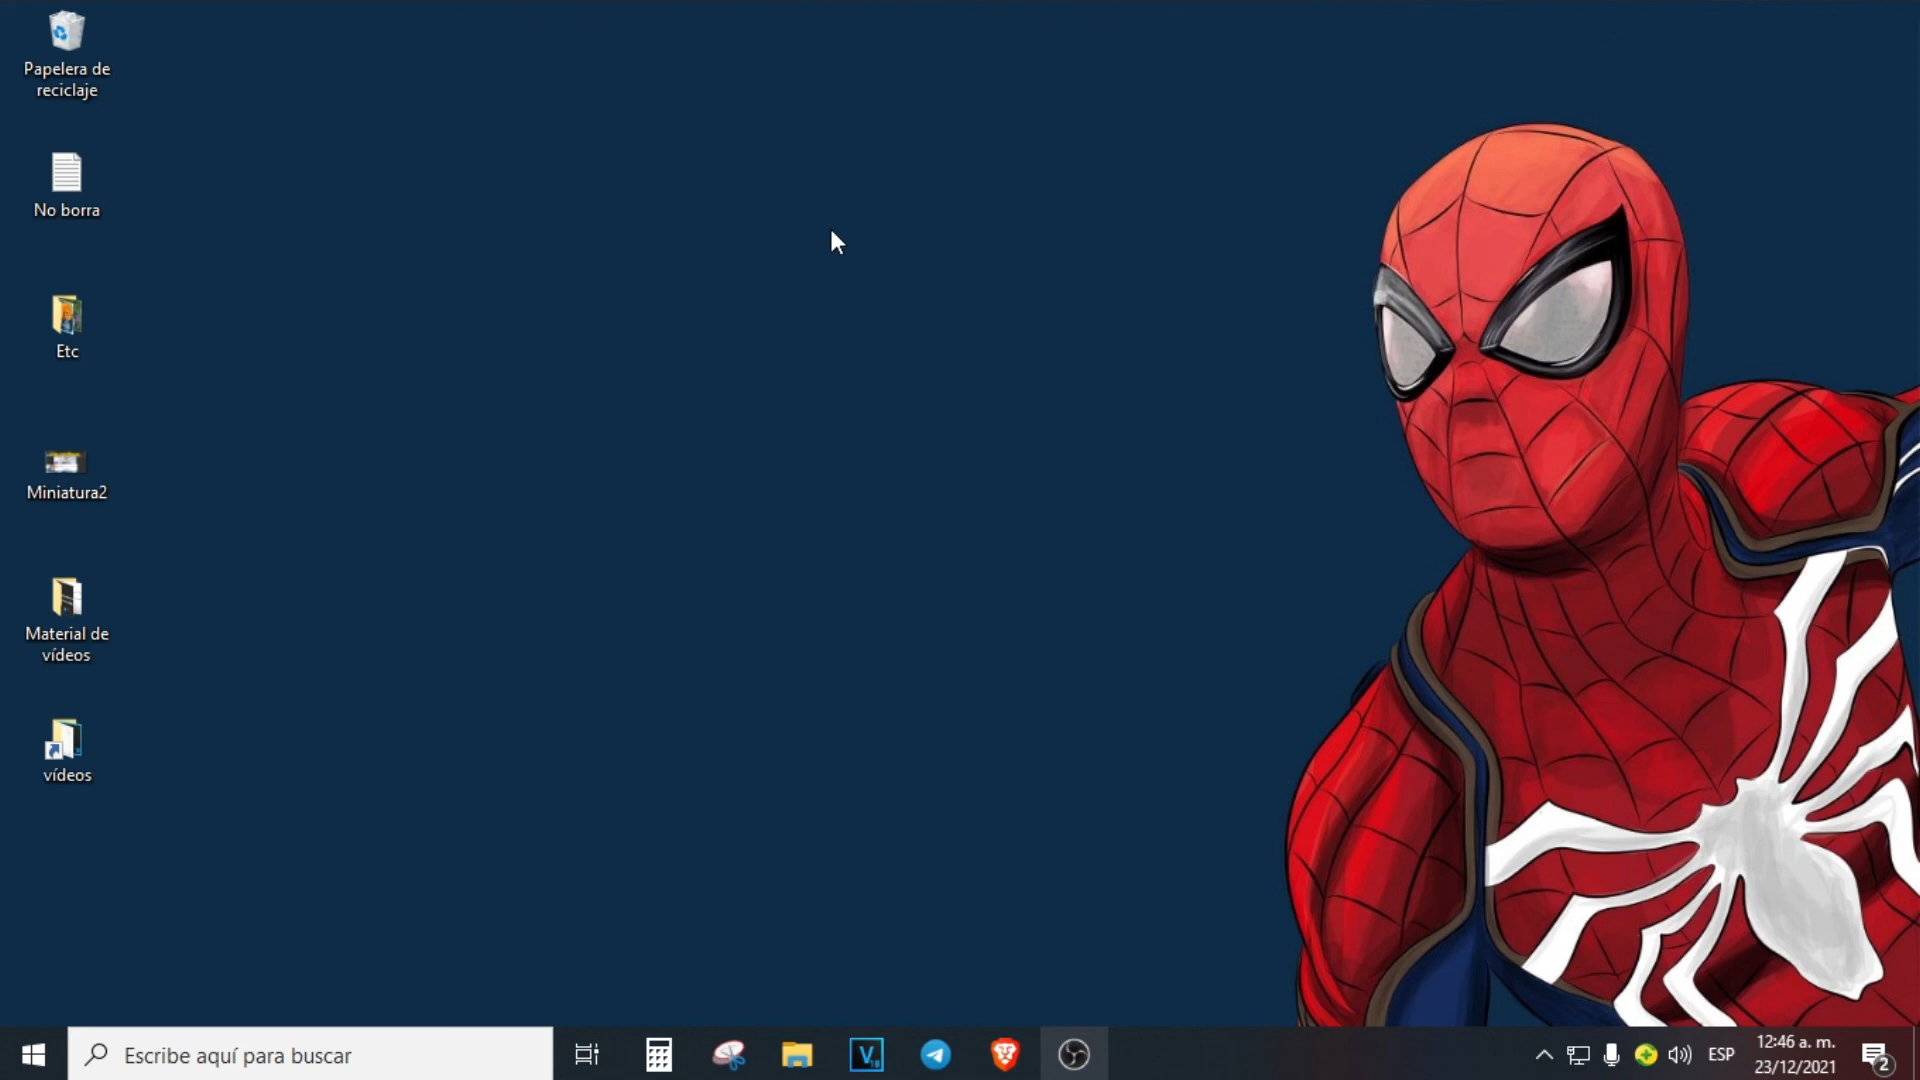 Papelera de
reciclaje
No borra
Etc
Miniatura2
Material de
vídeos
vídeos
Escribe aquí para buscar
V
18
ESP
12:46 a. m.
23/12/2021
2